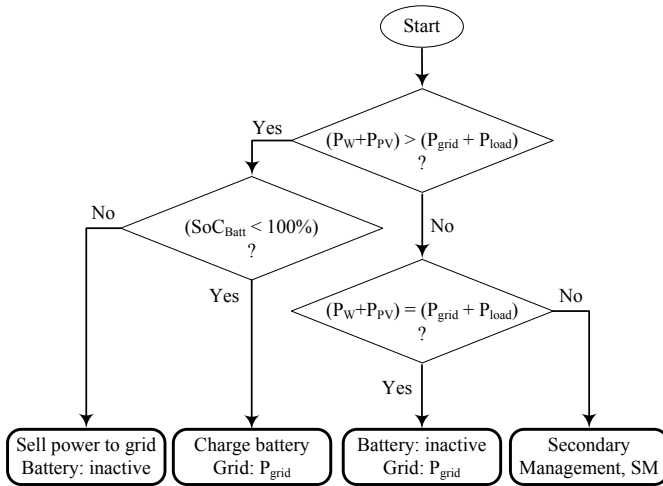 Start
Yes
(P_W+P_PV) > (P_grid + P_load)
?
No
(SoC_Batt < 100%)
?
No
Yes
(P_W+P_PV) = (P_grid + P_load)
?
No
Yes
Sell power to grid
Battery: inactive
Charge battery
Grid: P_grid
Battery: inactive
Grid: P_grid
Secondary
Management, SM